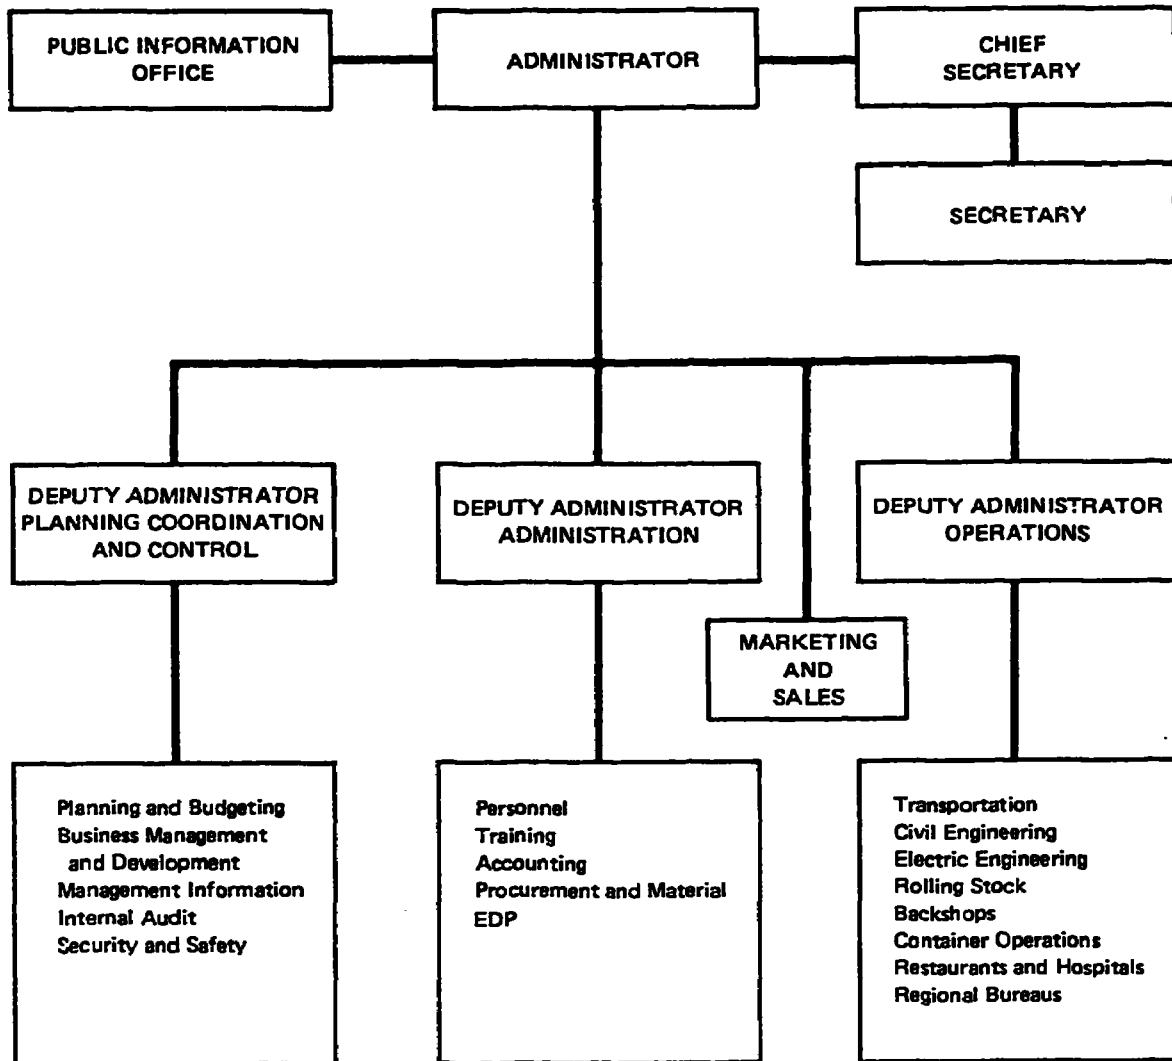 PUBLIC INFORMATION
OFFICE
ADMINISTRATOR
CHIEF
SECRETARY
SECRETARY
DEPUTY ADMINISTRATOR
PLANNING COORDINATION
AND CONTROL
DEPUTY ADMINISTRATOR
ADMINISTRATION
DEPUTY ADMINISTRATOR
OPERATIONS
MARKETING
AND
SALES
Planning and Budgeting
Business Management
and Development
Management Information
Internal Audit
Security and Safety
Personnel
Training
Accounting
Procurement and Material
EDP
Transportation
Civil Engineering
Electric Engineering
Rolling Stock
Backshops
Container Operations
Restaurants and Hospitals
Regional Bureaus